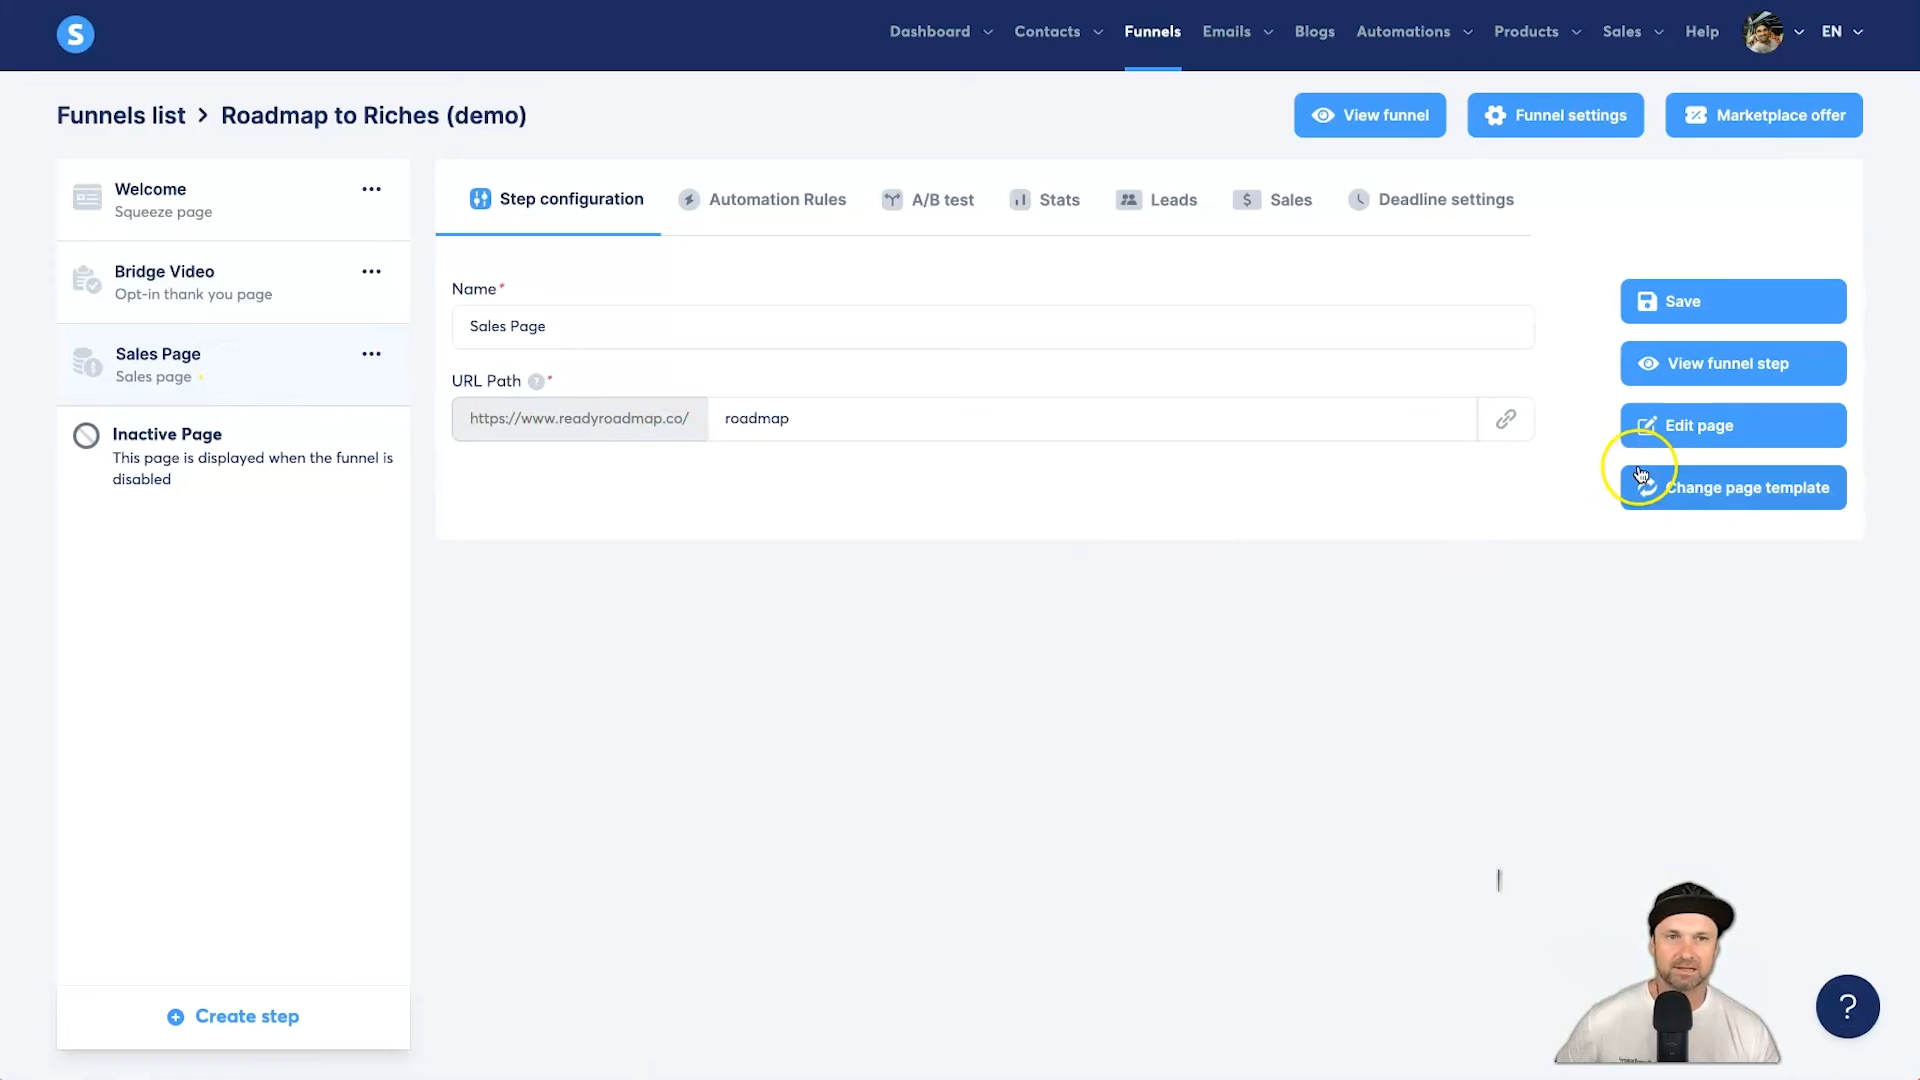 S
Dashboard
Contacts
Funnels
Emails
Blogs
Automations
Products
Sales
Help
EN
Funnels list > Roadmap to Riches (demo)
View funnel
Funnel settings
Marketplace offer
Welcome
Squeeze page
Bridge Video
Opt-in thank you page
Sales Page
Sales page
Inactive Page
This page is displayed when the funnel is
disabled
Create step
Step configuration
Automation Rules
A/B test
Stats
Leads
$ Sales
Deadline settings
Name*
Sales Page
URL Path ?*
https://www.readyroadmap.co/
roadmap
Save
View funnel step
Edit page
Change page template
?